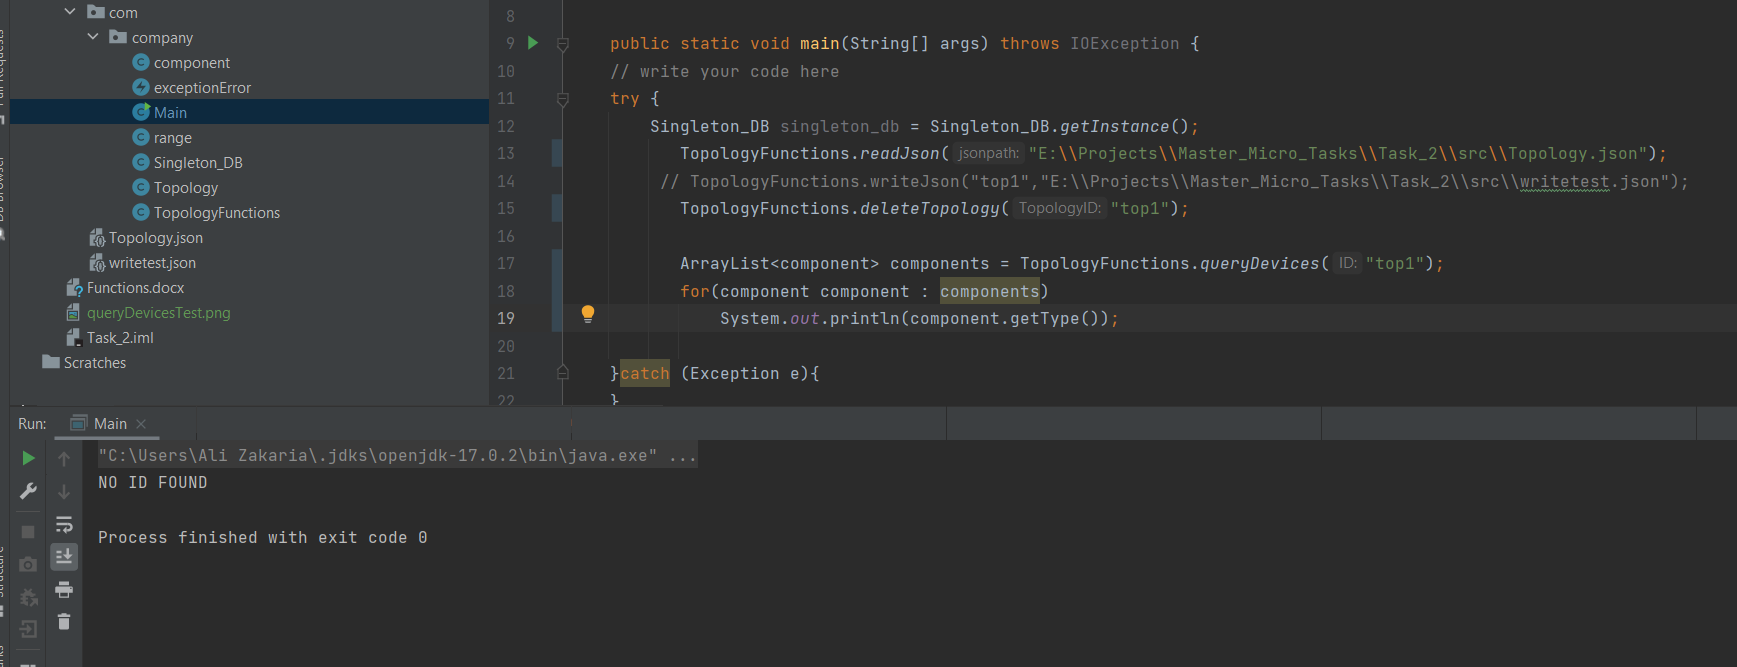 com
company
component
exceptionError
Main
range
Singleton_DB
Topology
TopologyFunctions
Topology.json
writetest.json
Functions.docx
queryDevicesTest.png
Task_2.iml
Scratches
8
9 public static void main(String[] args) throws IOException {
10 // write your code here
11 try {
12 Singleton_DB singleton_db = Singleton_DB.getInstance();
13 TopologyFunctions.readJson( jsonpath: "E:\\Projects\\Master_Micro_Tasks\\Task_2\\src\\Topology.json");
14 // TopologyFunctions.writeJson("top1","E:\\Projects\\Master_Micro_Tasks\\Task_2\\src\\writetest.json");
15 TopologyFunctions.deleteTopology( TopologyID: "top1");
16
17 ArrayList<component> components = TopologyFunctions.queryDevices( ID: "top1");
18 for(component component : components)
19 System.out.println(component.getType());
20
21 }catch (Exception e){
22 }
Run: Main
"C:\Users\Ali Zakaria\.jdks\openjdk-17.0.2\bin\java.exe" ...
NO ID FOUND
Process finished with exit code 0